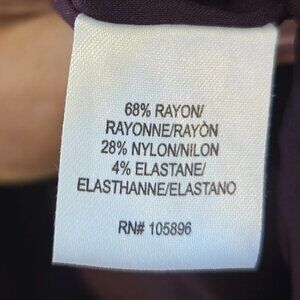 68% RAYON/
RAYONNE/RAYÒN
28% NYLON/NILON
4% ELASTANE/
ELASTHANNE/ELASTANO
RN# 105896